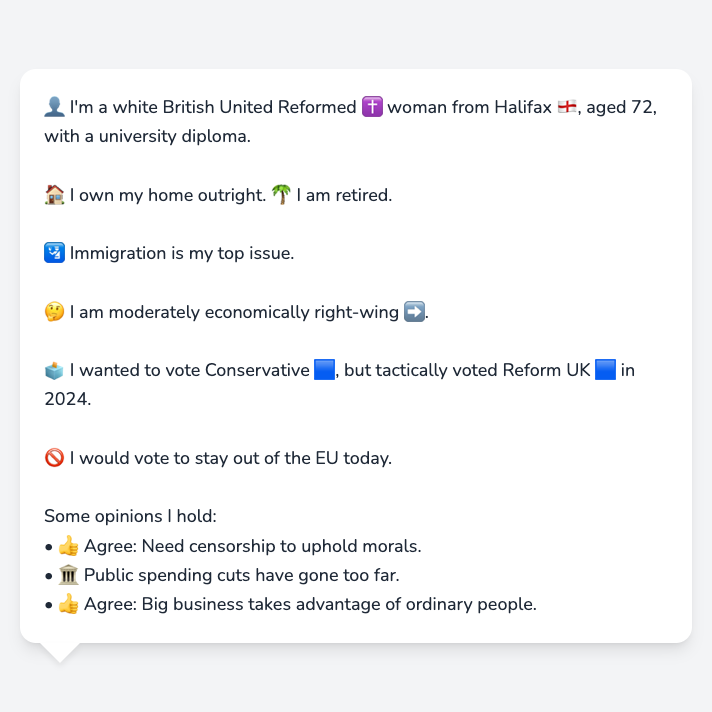 👤 I'm a white British United Reformed ✝️ woman from Halifax 🏴󠁧󠁢󠁥󠁮󠁧󠁿, aged 72,
with a university diploma.
🏠 I own my home outright. 🌴 I am retired.
🛂 Immigration is my top issue.
🤔 I am moderately economically right-wing ➡️.
🗳️ I wanted to vote Conservative 🟦, but tactically voted Reform UK 🟦 in
2024.
🚫 I would vote to stay out of the EU today.
Some opinions I hold:
• 👍 Agree: Need censorship to uphold morals.
• 🏛️ Public spending cuts have gone too far.
• 👍 Agree: Big business takes advantage of ordinary people.